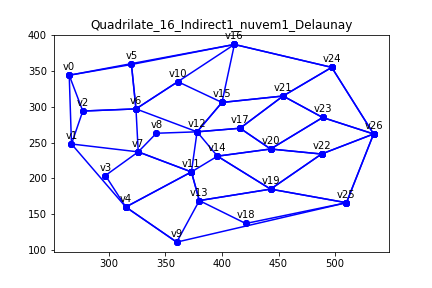 Quadrilate_16_Indirect1_nuvem1_Delaunay
400
350
300
250
200
150
100
300
350
400
450
500
v16
v5
v24
v0
v10
v21
v15
v2
v6
v23
v17
v12
v8
v26
v1
v7
v14
v20
v22
v3
v11
v19
v4
v13
v25
v18
v9